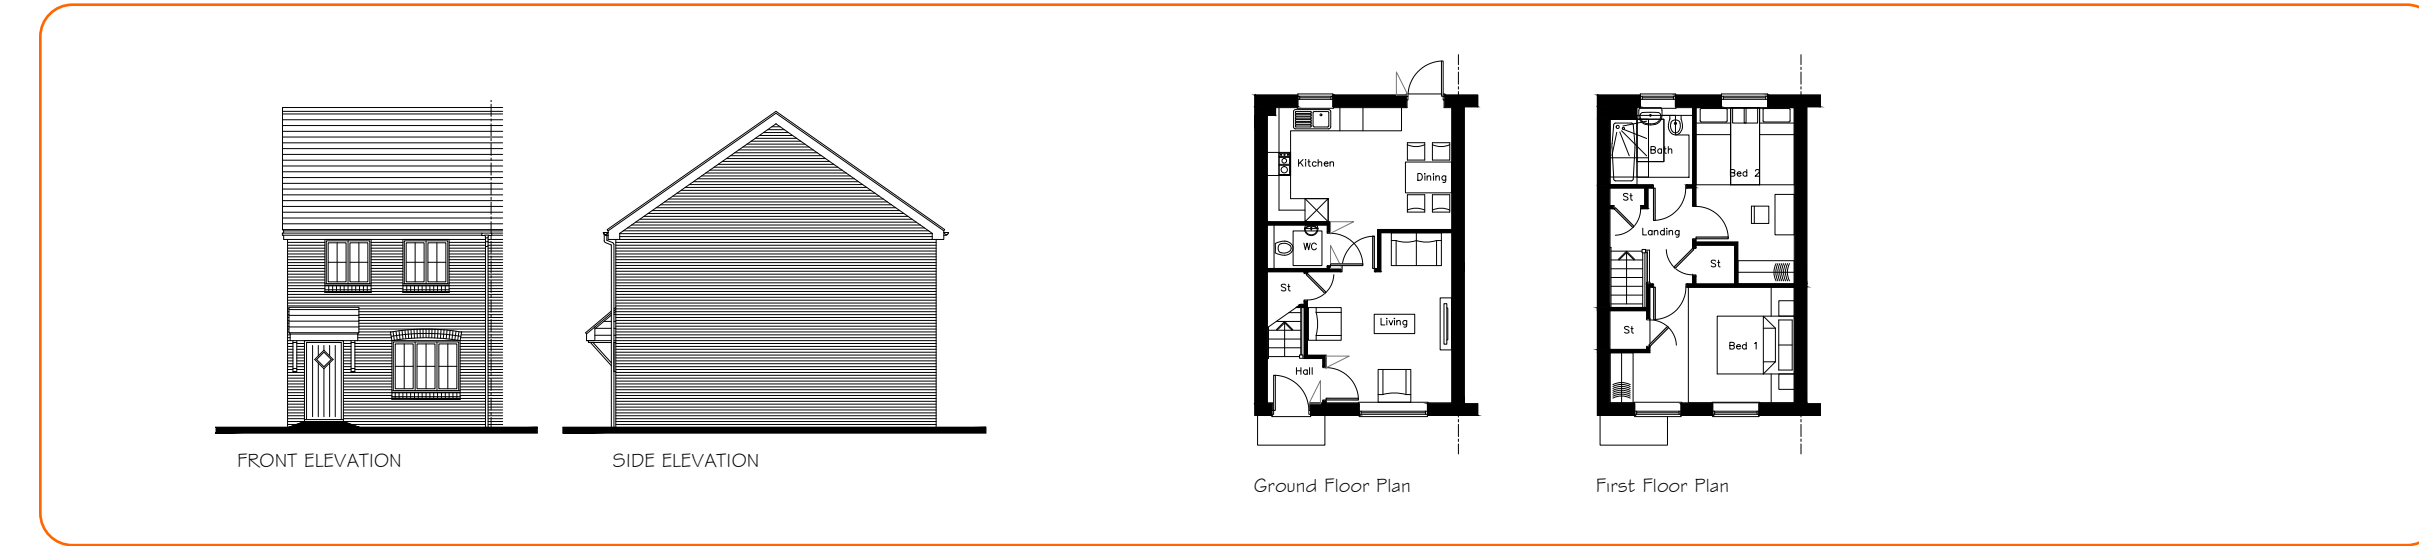 FRONT ELEVATION
SIDE ELEVATION
Kitchen
Dining
WC
St
Living
Hall
Ground Floor Plan
Bath
Bed 2
St
Landing
St
St
Bed 1
First Floor Plan